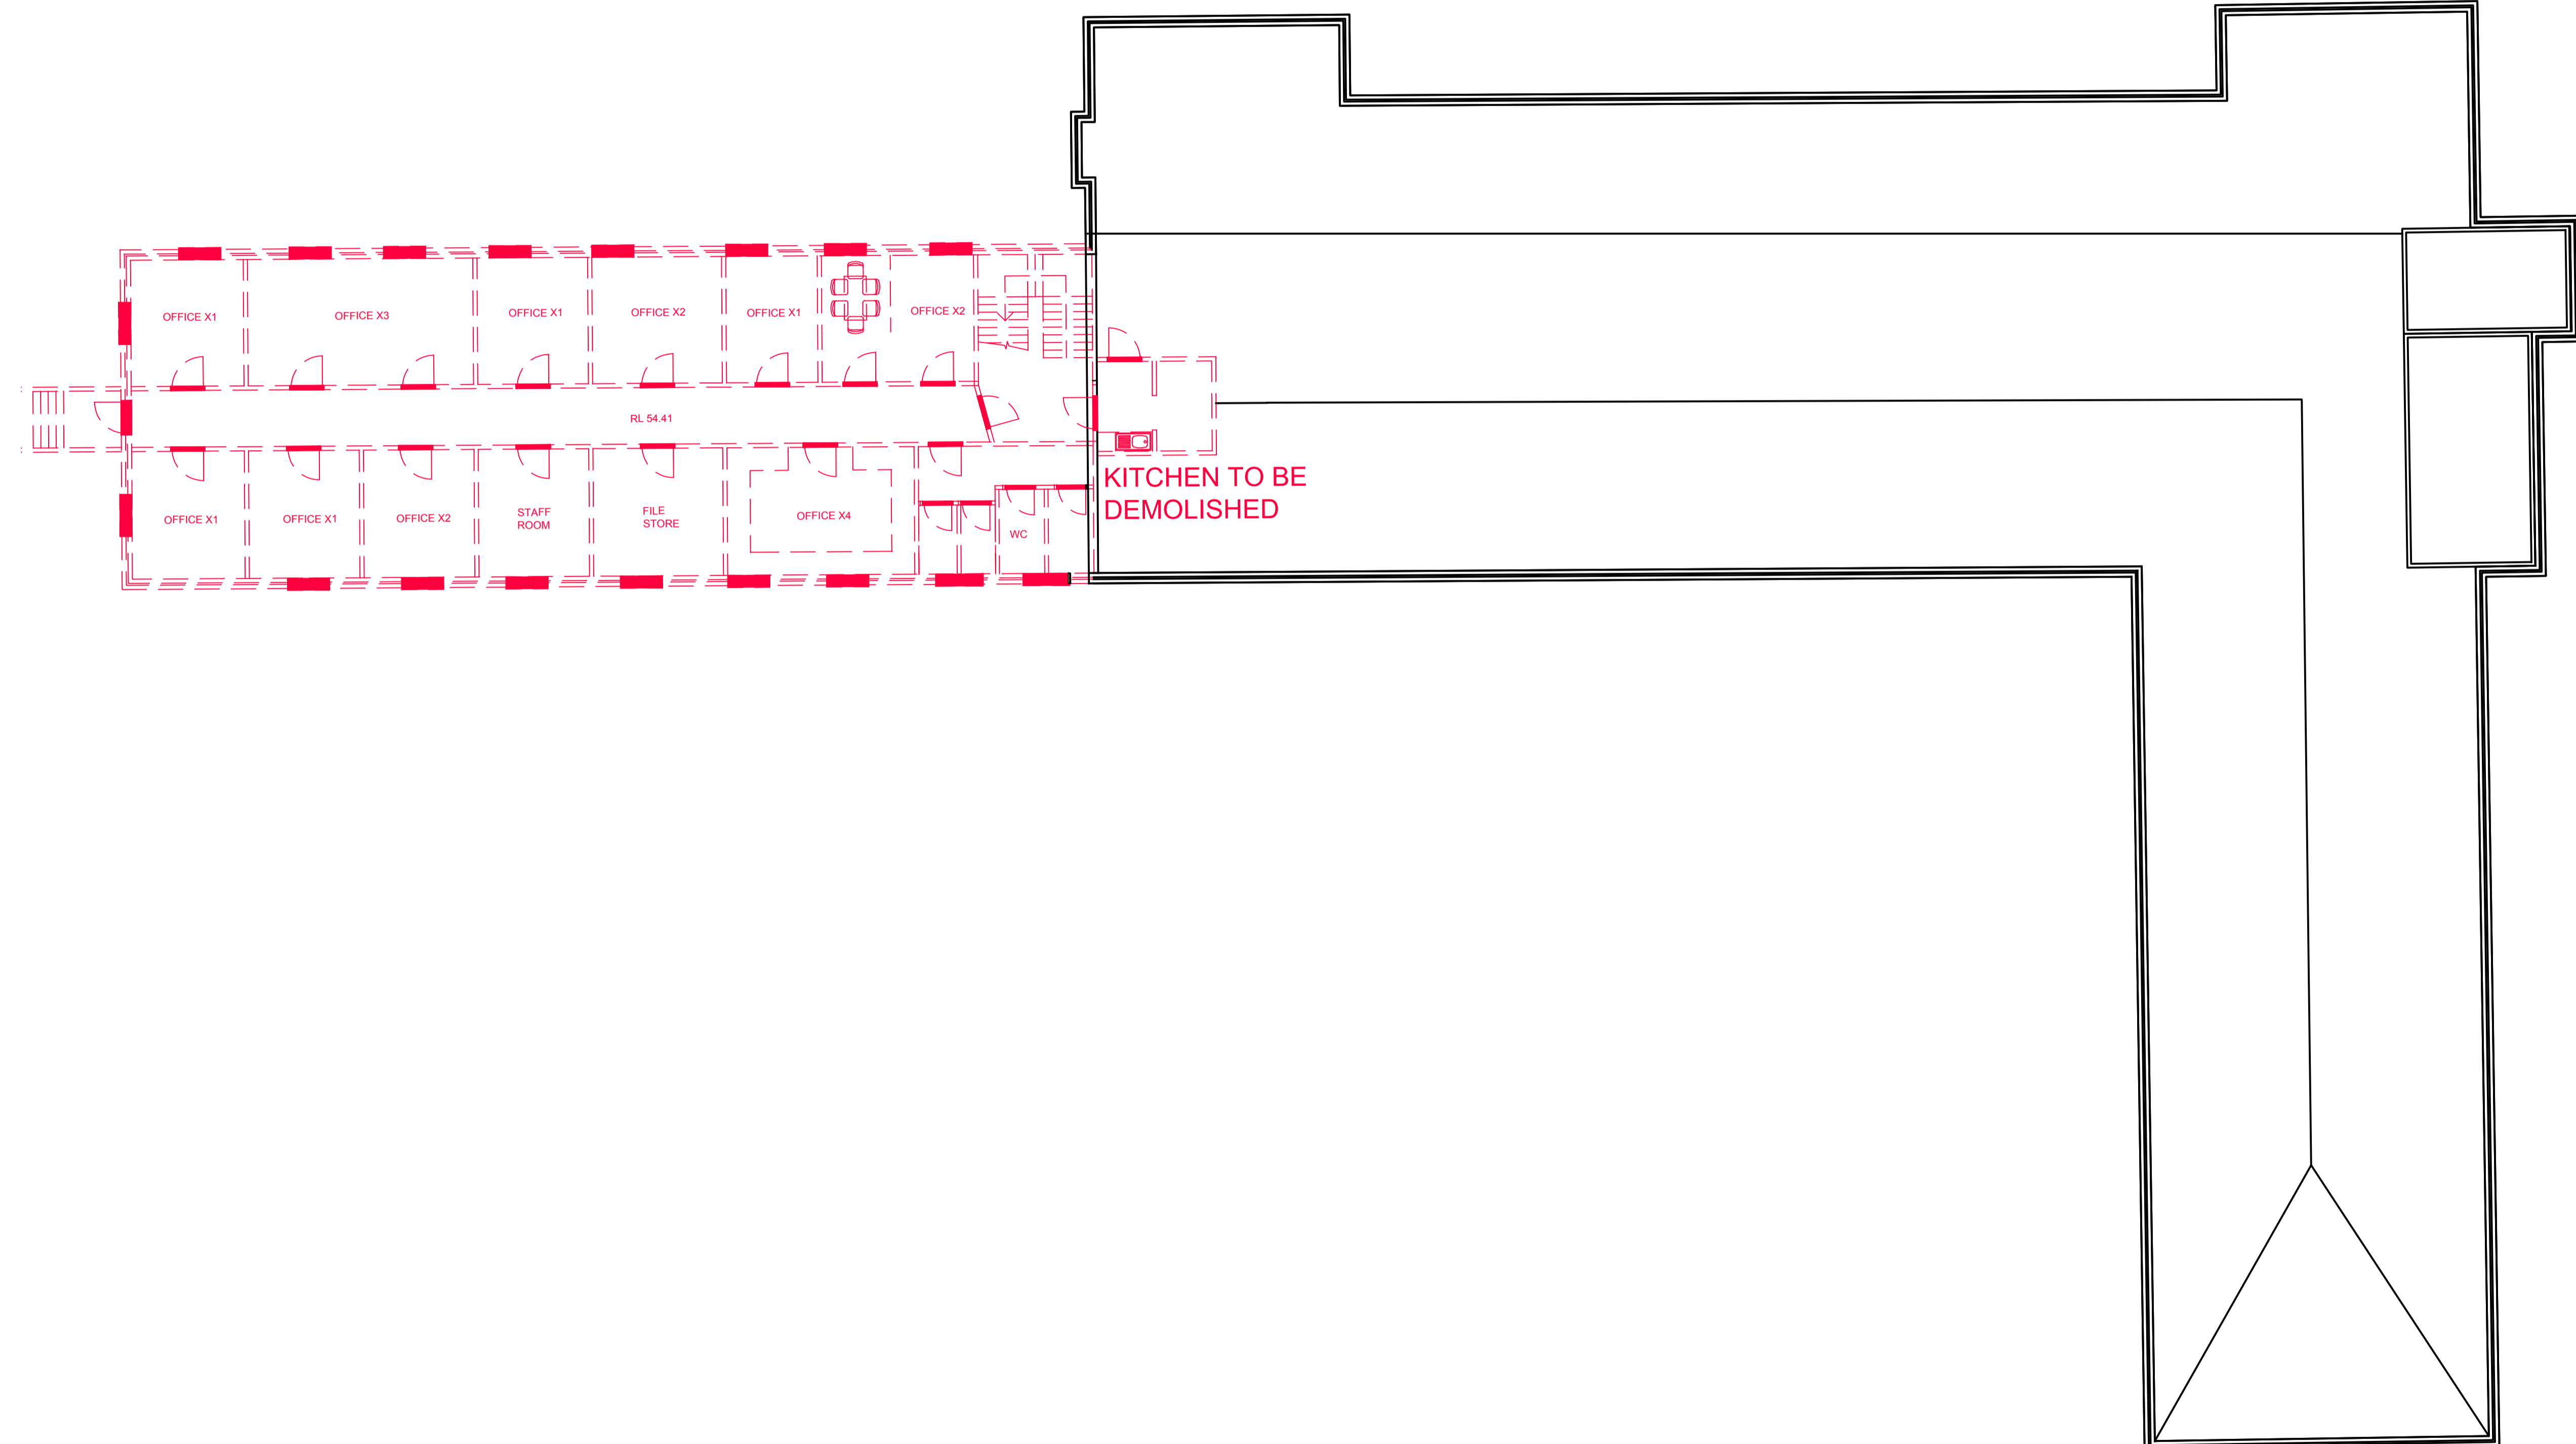 OFFICE X1
OFFICE X3
OFFICE X1
OFFICE X2
OFFICE X1
OFFICE X2
RL 54.41
KITCHEN TO BE
DEMOLISHED
OFFICE X1
OFFICE X1
OFFICE X2
STAFF
ROOM
FILE
STORE
OFFICE X4
WC